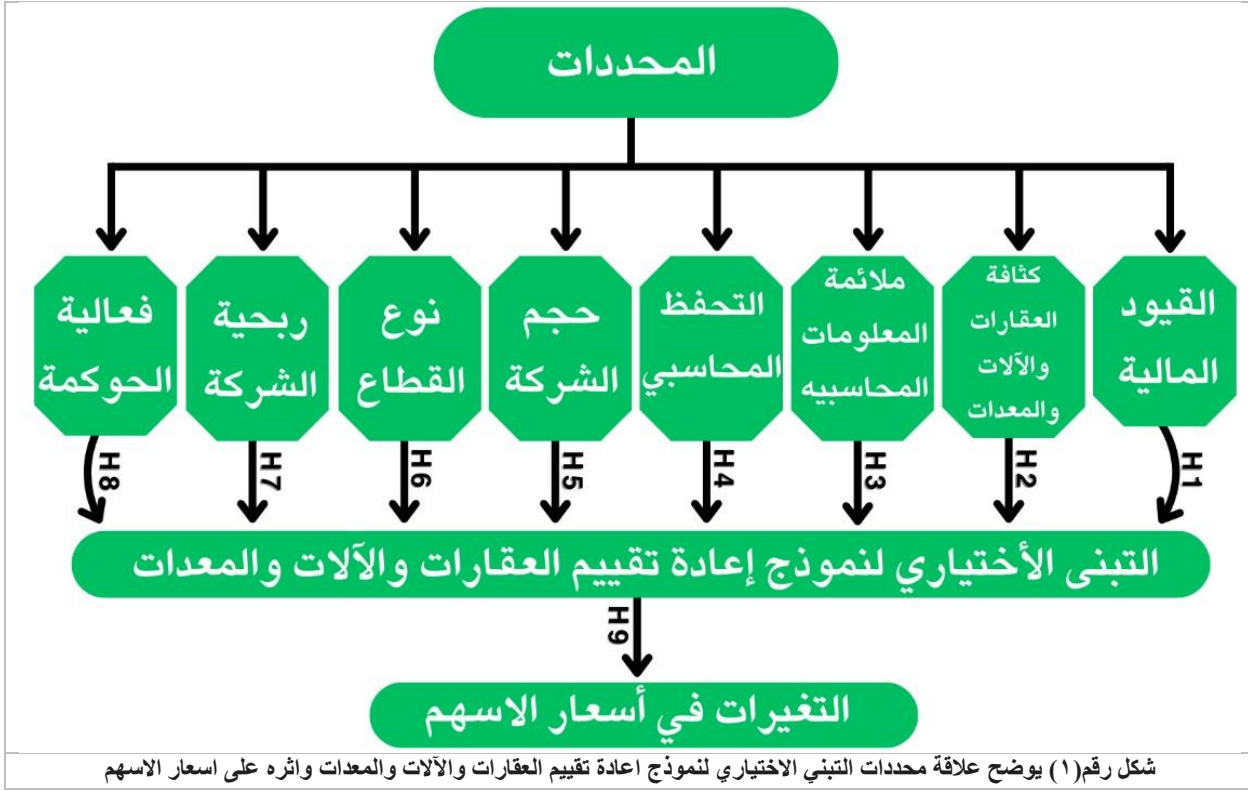 المحددات
القيود
المالية
كثافة
العقارات
والآلات
والمعدات
ملائمة
المعلومات
المحاسبيه
التحفظ
المحاسبي
حجم
الشركة
نوع
القطاع
ربحية
الشركة
فعالية
الحوكمة
H1
H2
H3
H4
H5
H6
H7
H8
التبنى الأختياري لنموذج إعادة تقييم العقارات والآلات والمعدات
H9
التغيرات في أسعار الاسهم
شكل رقم(١) يوضح علاقة محددات التبني الاختياري لنموذج اعادة تقييم العقارات والآلات والمعدات واثره على اسعار الاسهم